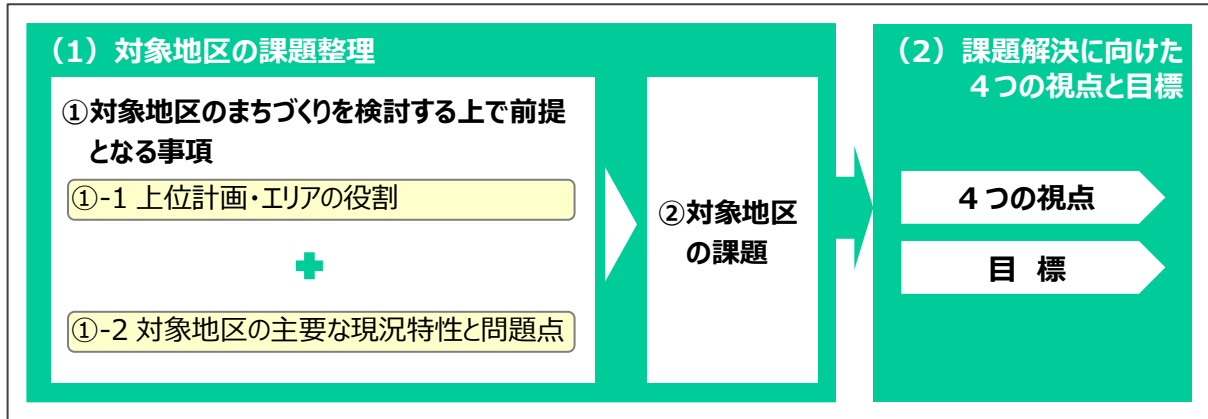 （1）対象地区の課題整理
①対象地区のまちづくりを検討する上で前提
となる事項
①-1 上位計画・エリアの役割
①-2 対象地区の主要な現況特性と問題点
②対象地区
の課題
（2）課題解決に向けた
４つの視点と目標
４つの視点
目 標